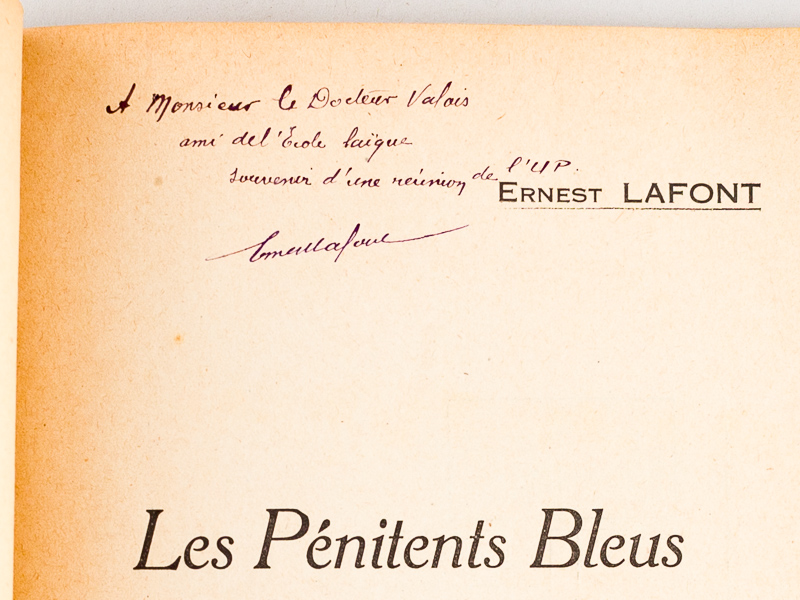 A Monsieur le Docteur Valois
ami de l'Ecole laïque
souvenir d'une réunion de l'UP.
ERNEST LAFONT
Ernest Lafont
Les Pénitents Bleus